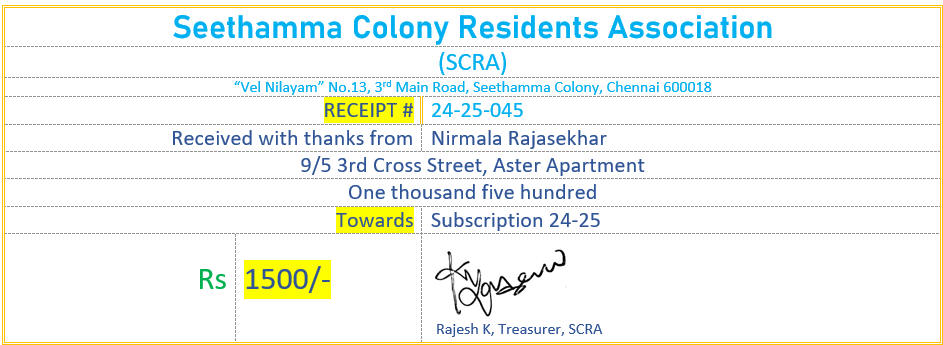 Seethamma Colony Residents Association
(SCRA)
“Vel Nilayam” No.13, 3rd Main Road, Seethamma Colony, Chennai 600018
RECEIPT # 24-25-045
Received with thanks from Nirmala Rajasekhar
9/5 3rd Cross Street, Aster Apartment
One thousand five hundred
Towards Subscription 24-25
Rs 1500/-
Rajesh K, Treasurer, SCRA